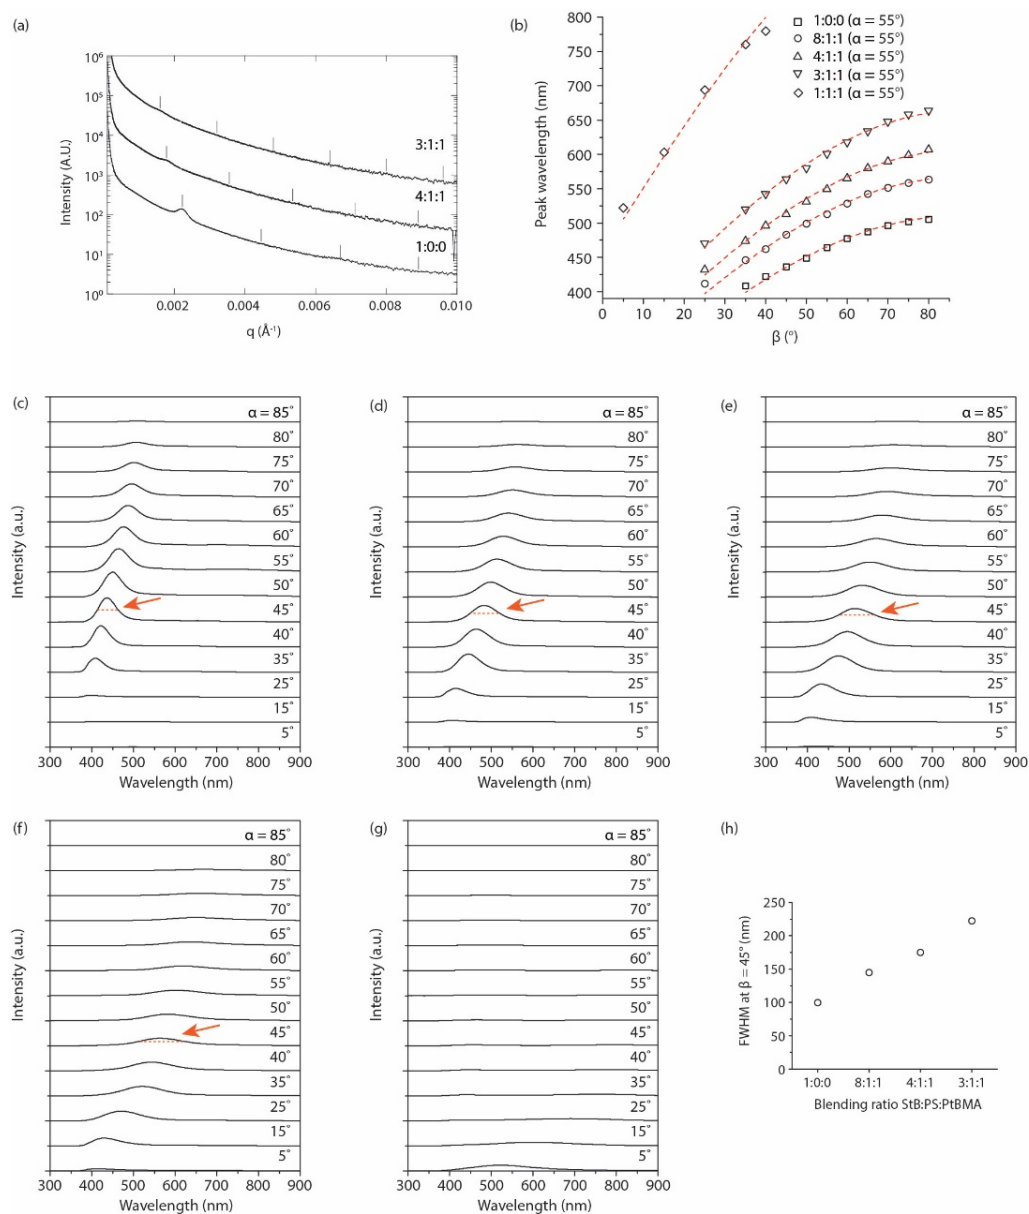 (a)
Intensity (A.U.)
10⁶
10⁵
10⁴
10³
10²
10¹
10⁰
3:1:1
4:1:1
1:0:0
0.002 0.004 0.006 0.008 0.010
q (Å⁻¹)
(b)
Peak wavelength (nm)
800
750
700
650
600
550
500
450
400
1:0:0 (α = 55°)
8:1:1 (α = 55°)
4:1:1 (α = 55°)
3:1:1 (α = 55°)
1:1:1 (α = 55°)
0 10 20 30 40 50 60 70 80
β (°)
(c)
Intensity (a.u.)
α = 85°
80°
75°
70°
65°
60°
55°
50°
45°
40°
35°
25°
15°
5°
300 400 500 600 700 800 900
Wavelength (nm)
(d)
Intensity (a.u.)
α = 85°
80°
75°
70°
65°
60°
55°
50°
45°
40°
35°
25°
15°
5°
300 400 500 600 700 800 900
Wavelength (nm)
(e)
Intensity (a.u.)
α = 85°
80°
75°
70°
65°
60°
55°
50°
45°
40°
35°
25°
15°
5°
300 400 500 600 700 800 900
Wavelength (nm)
(f)
Intensity (a.u.)
α = 85°
80°
75°
70°
65°
60°
55°
50°
45°
40°
35°
25°
15°
5°
300 400 500 600 700 800 900
Wavelength (nm)
(g)
Intensity (a.u.)
α = 85°
80°
75°
70°
65°
60°
55°
50°
45°
40°
35°
25°
15°
5°
300 400 500 600 700 800 900
Wavelength (nm)
(h)
FWHM at β = 45° (nm)
250
200
150
100
50
0
1:0:0 8:1:1 4:1:1 3:1:1
Blending ratio StB:PS:PtBMA